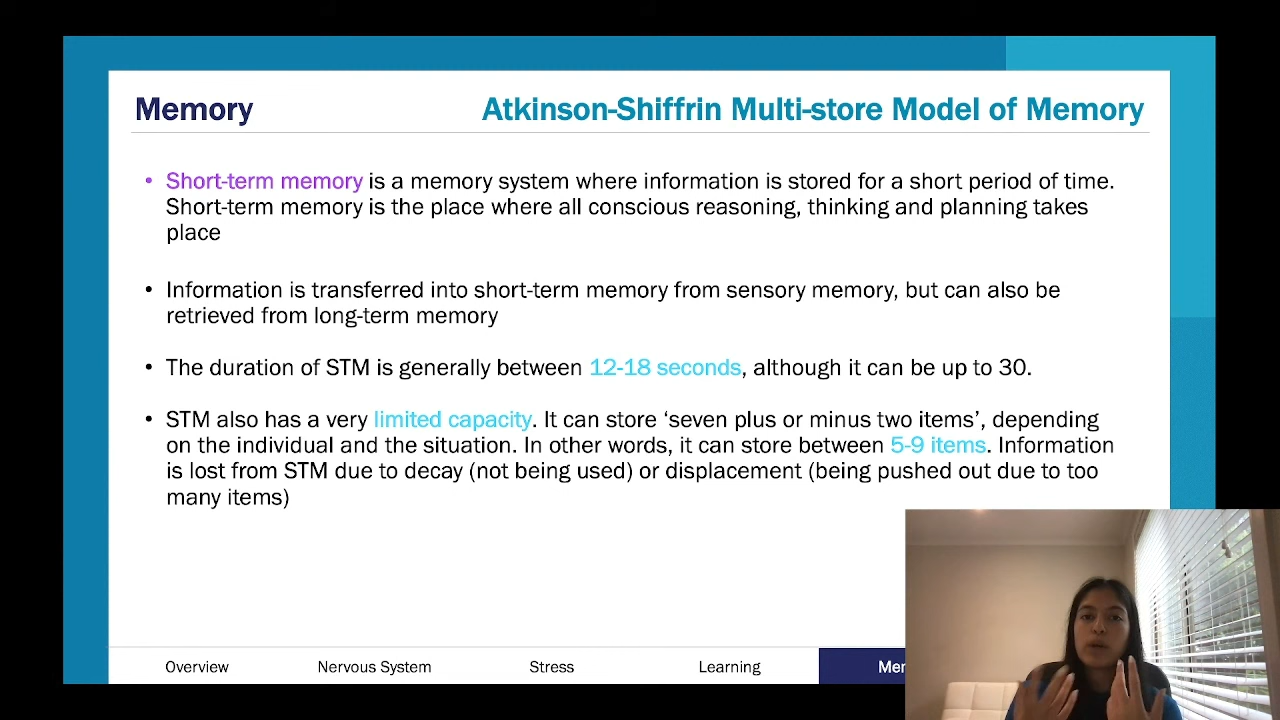 Memory
Atkinson-Shiffrin Multi-store Model of Memory
• Short-term memory is a memory system where information is stored for a short period of time.
Short-term memory is the place where all conscious reasoning, thinking and planning takes
place
• Information is transferred into short-term memory from sensory memory, but can also be
retrieved from long-term memory
• The duration of STM is generally between 12-18 seconds, although it can be up to 30.
• STM also has a very limited capacity. It can store ‘seven plus or minus two items’, depending
on the individual and the situation. In other words, it can store between 5-9 items. Information
is lost from STM due to decay (not being used) or displacement (being pushed out due to too
many items)
Overview
Nervous System
Stress
Learning